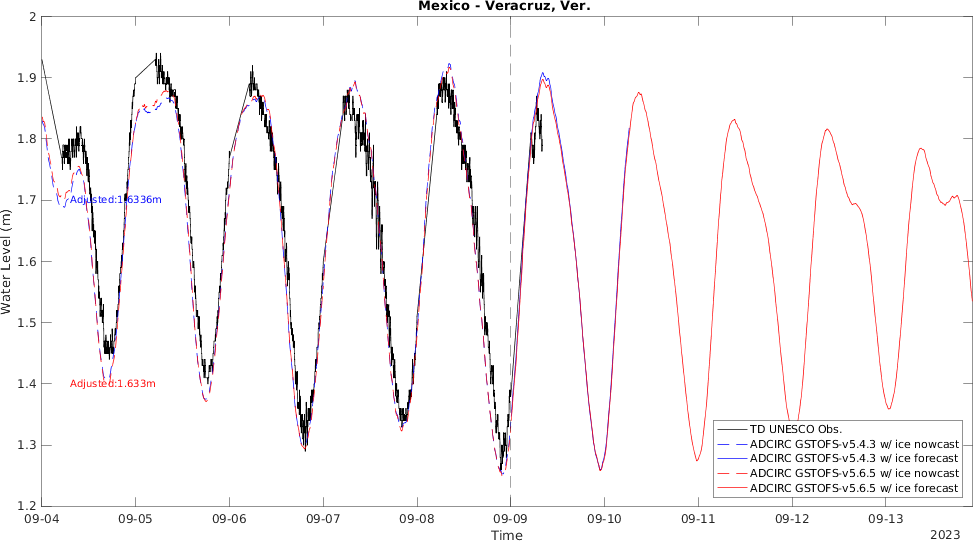 Mexico - Veracruz, Ver.
2
1.9
1.8
1.7
1.6
1.5
1.4
1.3
1.2
Water Level (m)
Adjusted:1.6336m
Adjusted:1.633m
TD UNESCO Obs.
ADCIRC GSTOFS-v5.4.3 w/ ice nowcast
ADCIRC GSTOFS-v5.4.3 w/ ice forecast
ADCIRC GSTOFS-v5.6.5 w/ ice nowcast
ADCIRC GSTOFS-v5.6.5 w/ ice forecast
09-04 09-05 09-06 09-07 09-08 09-09 09-10 09-11 09-12 09-13
Time
2023